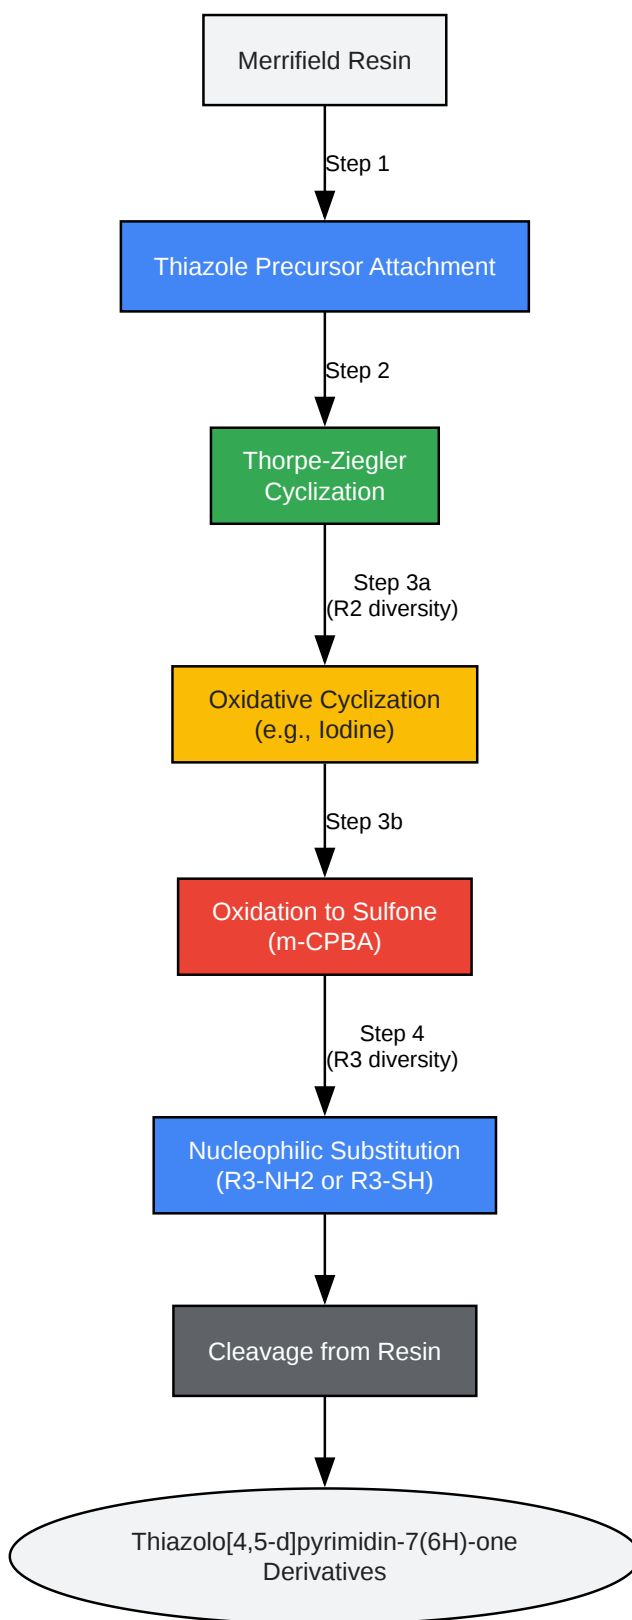 Merrifield Resin
Step 1
Thiazole Precursor Attachment
Step 2
Thorpe-Ziegler
Cyclization
Step 3a
(R2 diversity)
Oxidative Cyclization
(e.g., Iodine)
Step 3b
Oxidation to Sulfone
(m-CPBA)
Step 4
(R3 diversity)
Nucleophilic Substitution
(R3-NH2 or R3-SH)
Cleavage from Resin
Thiazolo[4,5-d]pyrimidin-7(6H)-one
Derivatives